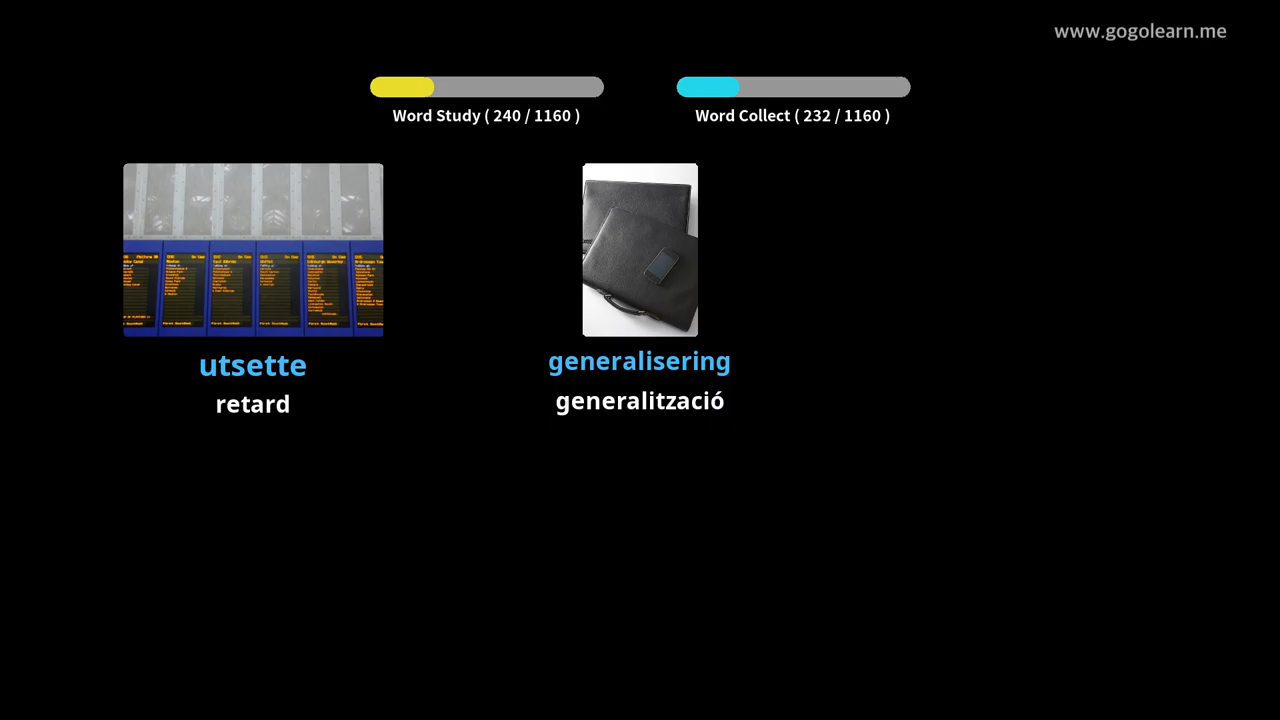 www.gogolearn.me
Word Study ( 240 / 1160 )
Word Collect ( 232 / 1160 )
utsette
retard
generalisering
generalització